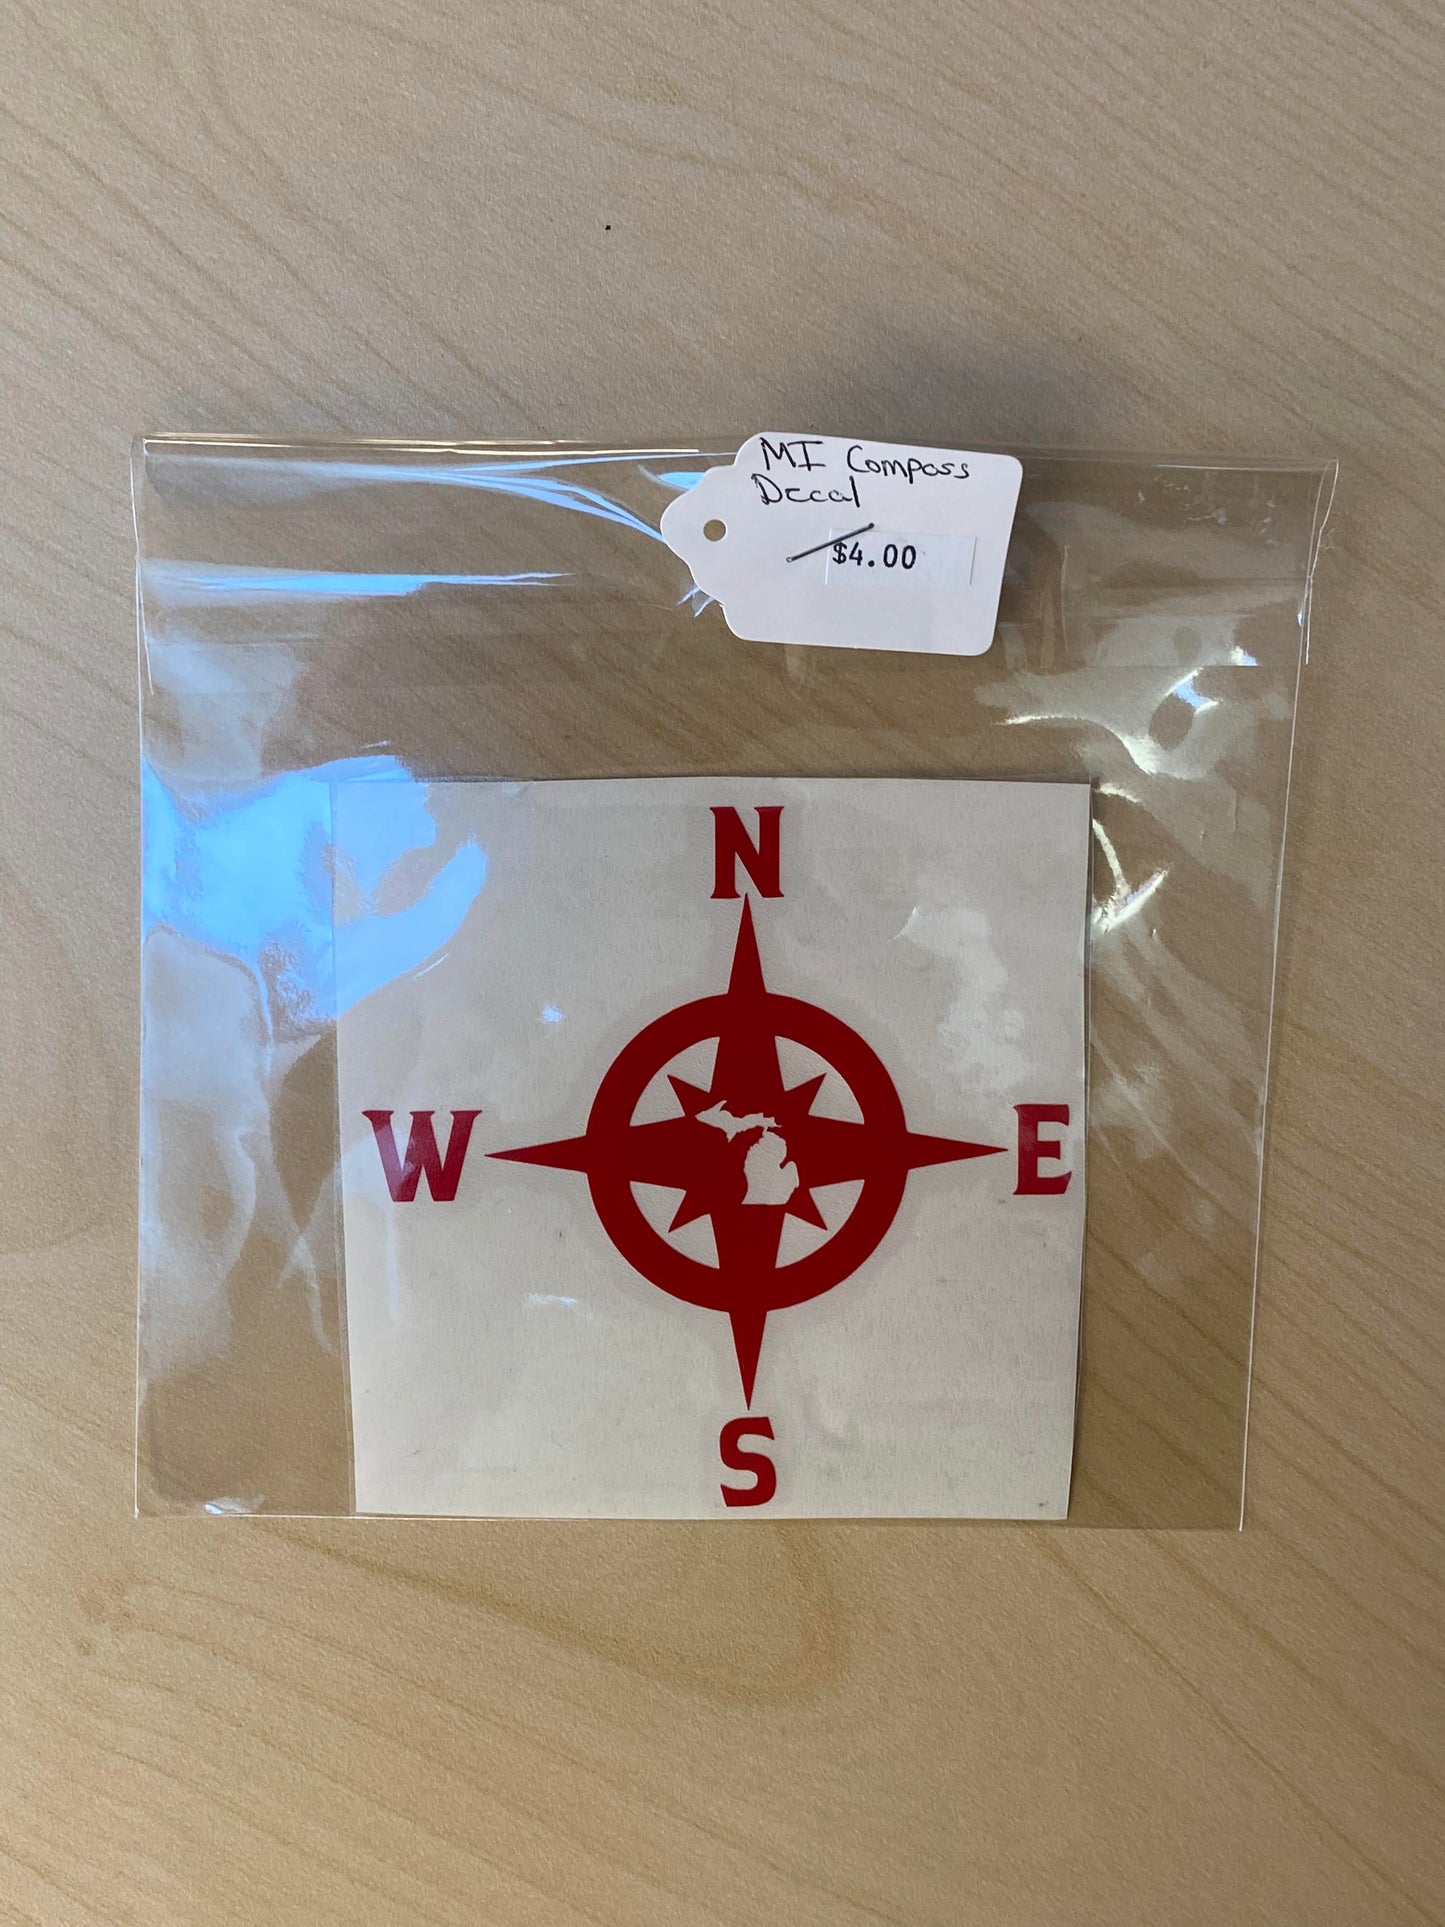 MI Compass
Decal
$4.00
N
W E
S